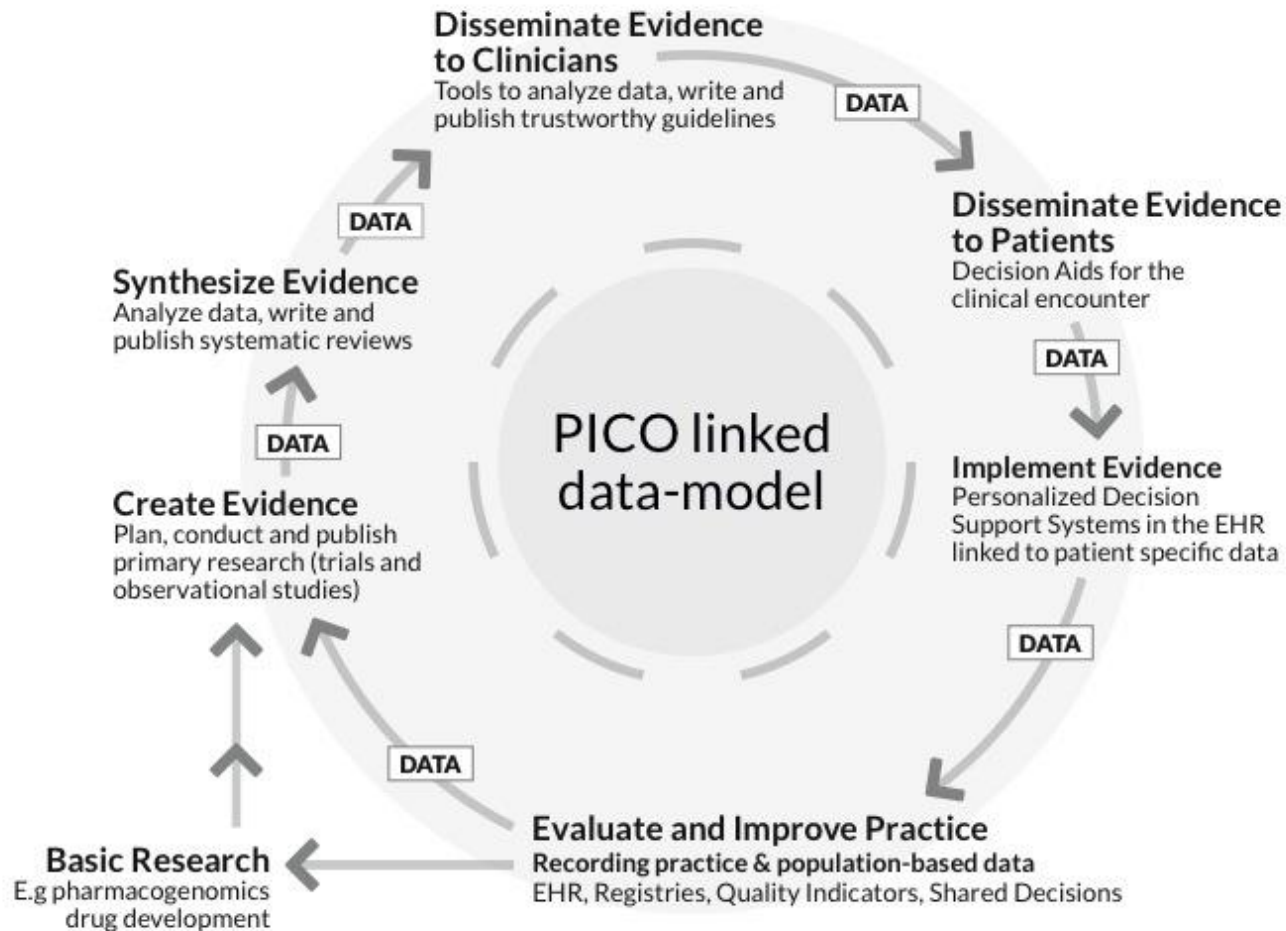 Disseminate Evidence
to Clinicians
Tools to analyze data, write and
publish trustworthy guidelines
DATA
Disseminate Evidence
to Patients
Decision Aids for the
clinical encounter
DATA
Implement Evidence
Personalized Decision
Support Systems in the EHR
linked to patient specific data
DATA
Evaluate and Improve Practice
Recording practice & population-based data
EHR, Registries, Quality Indicators, Shared Decisions
DATA
Basic Research
E.g pharmacogenomics
drug development
Create Evidence
Plan, conduct and publish
primary research (trials and
observational studies)
DATA
Synthesize Evidence
Analyze data, write and
publish systematic reviews
DATA
PICO linked
data-model